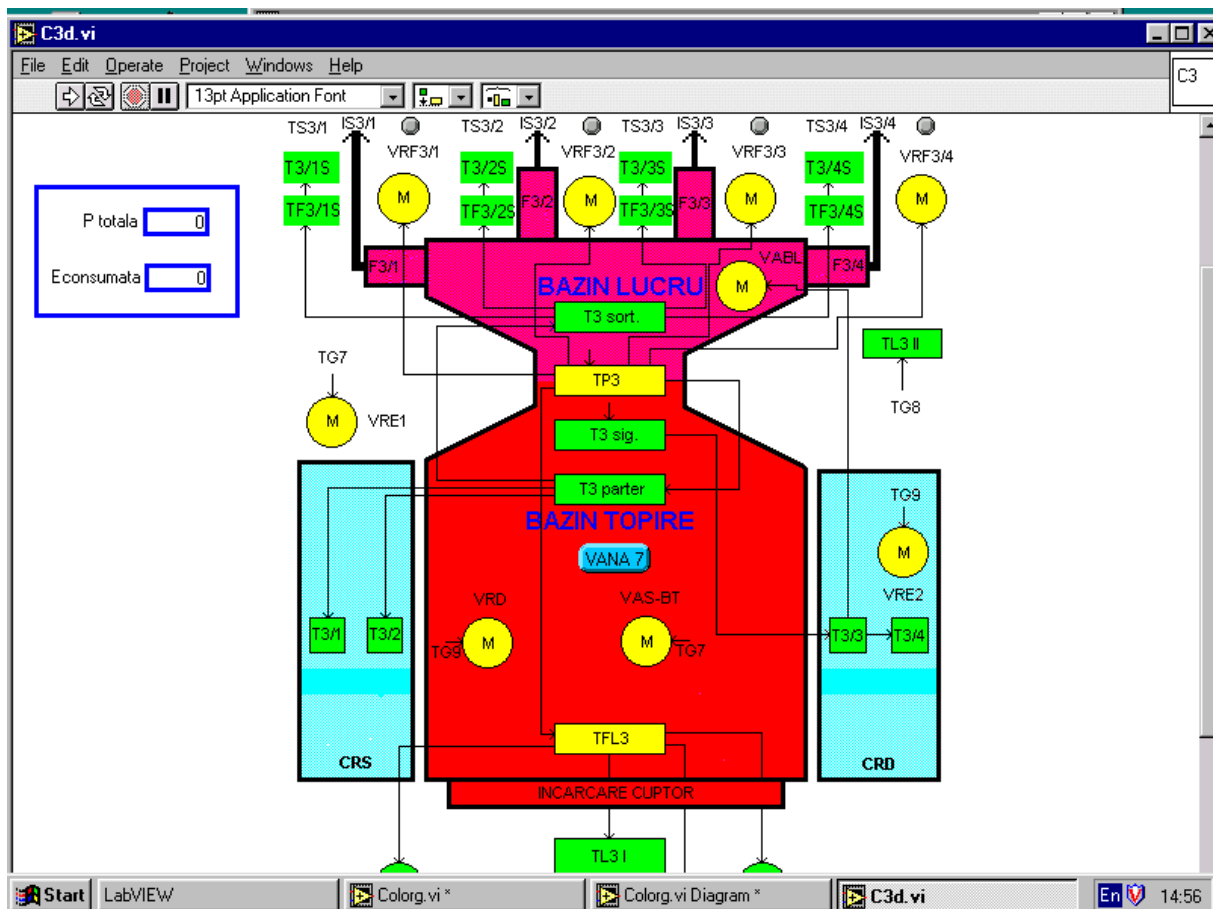 C3d.vi
File Edit Operate Project Windows Help
13pt Application Font
C3
TS3/1 IS3/1 TS3/2 IS3/2 TS3/3 IS3/3 TS3/4 IS3/4
VRF3/1 VRF3/2 VRF3/3 VRF3/4
T3/1S T3/2S T3/3S T3/4S
M M M M
TF3/1S TF3/2S F3/2 TF3/3S F3/3 TF3/4S
P totala 0
Econsumata 0
F3/1 VABL F3/4
BAZIN LUCRU M
T3 sort.
TL3 II
TG7
TP3
TG8
M VRE1
T3 sig.
T3 parter
TG9
BAZIN TOPIRE
M
VANA 7
VRE2
VRD VAS-BT
T3/1 T3/2 T3/3 T3/4
TG9 M M TG7
TFL3
CRS CRD
INCARCARE CUPTOR
TL3 I
Start LabVIEW Colorg.vi * Colorg.vi Diagram * C3d.vi En 14:56